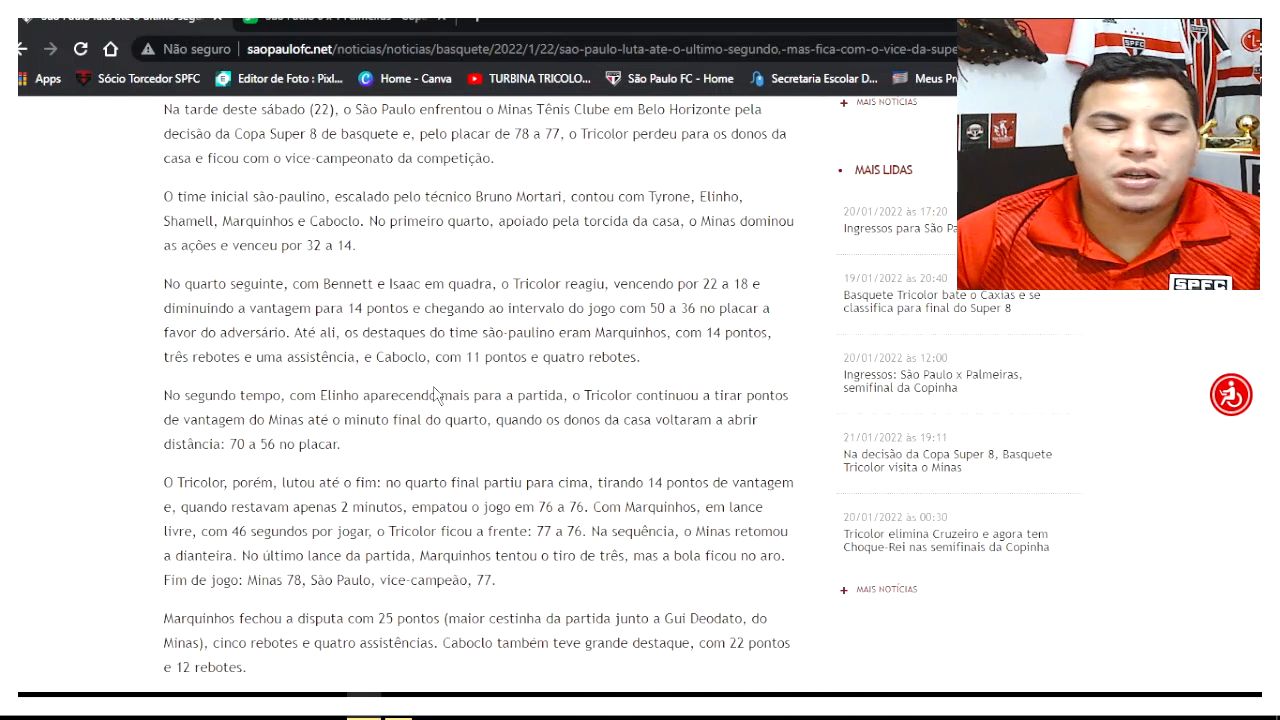 Não seguro
saopaulofc.net/noticias/noticias/basquete/2022/1/22/sao-paulo-luta-ate-o-ultimo-segundo,-mas-fica-com-o-vice-da-supe
Apps
Sócio Torcedor SPFC
Editor de Foto : Pixl...
Home - Canva
TURBINA TRICOLO...
São Paulo FC - Home
Secretaria Escolar D...
Meus Pr
Na tarde deste sábado (22), o São Paulo enfrentou o Minas Tênis Clube em Belo Horizonte pela
decisão da Copa Super 8 de basquete e, pelo placar de 78 a 77, o Tricolor perdeu para os donos da
casa e ficou com o vice-campeonato da competição.
O time inicial são-paulino, escalado pelo técnico Bruno Mortari, contou com Tyrone, Elinho,
Shamell, Marquinhos e Caboclo. No primeiro quarto, apoiado pela torcida da casa, o Minas dominou
as ações e venceu por 32 a 14.
No quarto seguinte, com Bennett e Isaac em quadra, o Tricolor reagiu, vencendo por 22 a 18 e
diminuindo a vantagem para 14 pontos e chegando ao intervalo do jogo com 50 a 36 no placar a
favor do adversário. Até ali, os destaques do time são-paulino eram Marquinhos, com 14 pontos,
três rebotes e uma assistência, e Caboclo, com 11 pontos e quatro rebotes.
No segundo tempo, com Elinho aparecendo mais para a partida, o Tricolor continuou a tirar pontos
de vantagem do Minas até o minuto final do quarto, quando os donos da casa voltaram a abrir
distância: 70 a 56 no placar.
O Tricolor, porém, lutou até o fim: no quarto final partiu para cima, tirando 14 pontos de vantagem
e, quando restavam apenas 2 minutos, empatou o jogo em 76 a 76. Com Marquinhos, em lance
livre, com 46 segundos por jogar, o Tricolor ficou a frente: 77 a 76. Na sequência, o Minas retomou
a dianteira. No último lance da partida, Marquinhos tentou o tiro de três, mas a bola ficou no aro.
Fim de jogo: Minas 78, São Paulo, vice-campeão, 77.
Marquinhos fechou a disputa com 25 pontos (maior cestinha da partida junto a Gui Deodato, do
Minas), cinco rebotes e quatro assistências. Caboclo também teve grande destaque, com 22 pontos
e 12 rebotes.
+ MAIS NOTÍCIAS
• MAIS LIDAS
20/01/2022 às 17:20
Ingressos para São Pa
19/01/2022 às 20:40
Basquete Tricolor bate o Caxias e se
classifica para final do Super 8
20/01/2022 às 12:00
Ingressos: São Paulo x Palmeiras,
semifinal da Copinha
21/01/2022 às 19:11
Na decisão da Copa Super 8, Basquete
Tricolor visita o Minas
20/01/2022 às 00:30
Tricolor elimina Cruzeiro e agora tem
Choque-Rei nas semifinais da Copinha
+ MAIS NOTÍCIAS
SPFC
SPFC